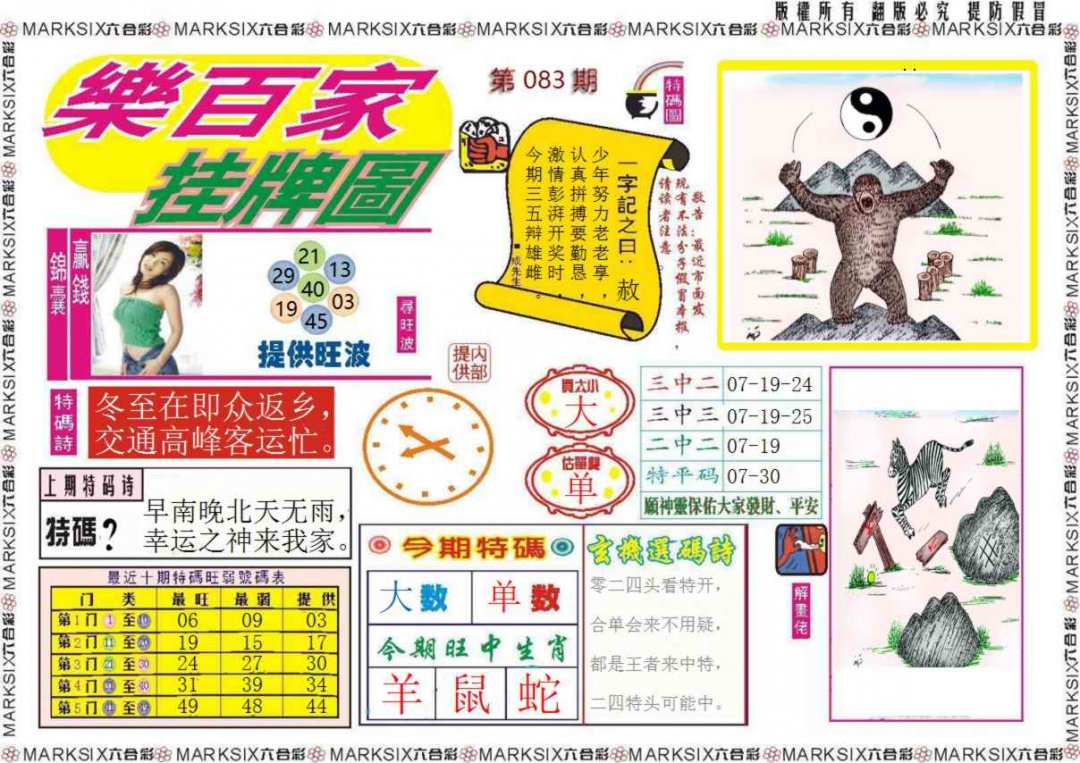 版權所有 翻版必究 提防假冒
MARKSIX六合彩 MARKSIX六合彩 MARKSIX六合彩 MARKSIX六合彩 MARKSIX六合彩 MARKSIX六合彩 MARKSIX六合彩
樂百家
挂牌圖
第 083 期
特碼圖
一字記之曰：赦
少年努力老老享，
认真拼搏要勤恳，
激情彭湃开奖时，
今期三五辩雄雌。
敬告：最近市面发
现有不法分子假冒本报，
请读者注意。
贏錢
錦囊
21
29 13
40
19 03
45
提供旺波
尋旺波
内部
提供
特碼詩
冬至在即众返乡，
交通高峰客运忙。
買大小
大
估單雙
单
三中二 07-19-24
三中三 07-19-25
二中二 07-19
特平码 07-30
願神靈保佑大家發財、平安
上期特码诗
特碼？
早南晚北天无雨，
幸运之神来我家。
最近十期特碼旺弱號碼表
门 类 最旺 最弱 提供
第1门 1 至 10 06 09 03
第2门 11 至 20 19 15 17
第3门 21 至 30 24 27 30
第4门 31 至 40 31 39 34
第5门 41 至 49 49 48 44
今期特碼
大数 单数
今期旺中生肖
羊 鼠 蛇
玄機選碼詩
零二四头看特开，
合单会来不用疑，
都是王者来中特，
二四特头可能中。
解畫佬
MARKSIX六合彩 MARKSIX六合彩 MARKSIX六合彩 MARKSIX六合彩 MARKSIX六合彩 MARKSIX六合彩 MARKSIX六合彩